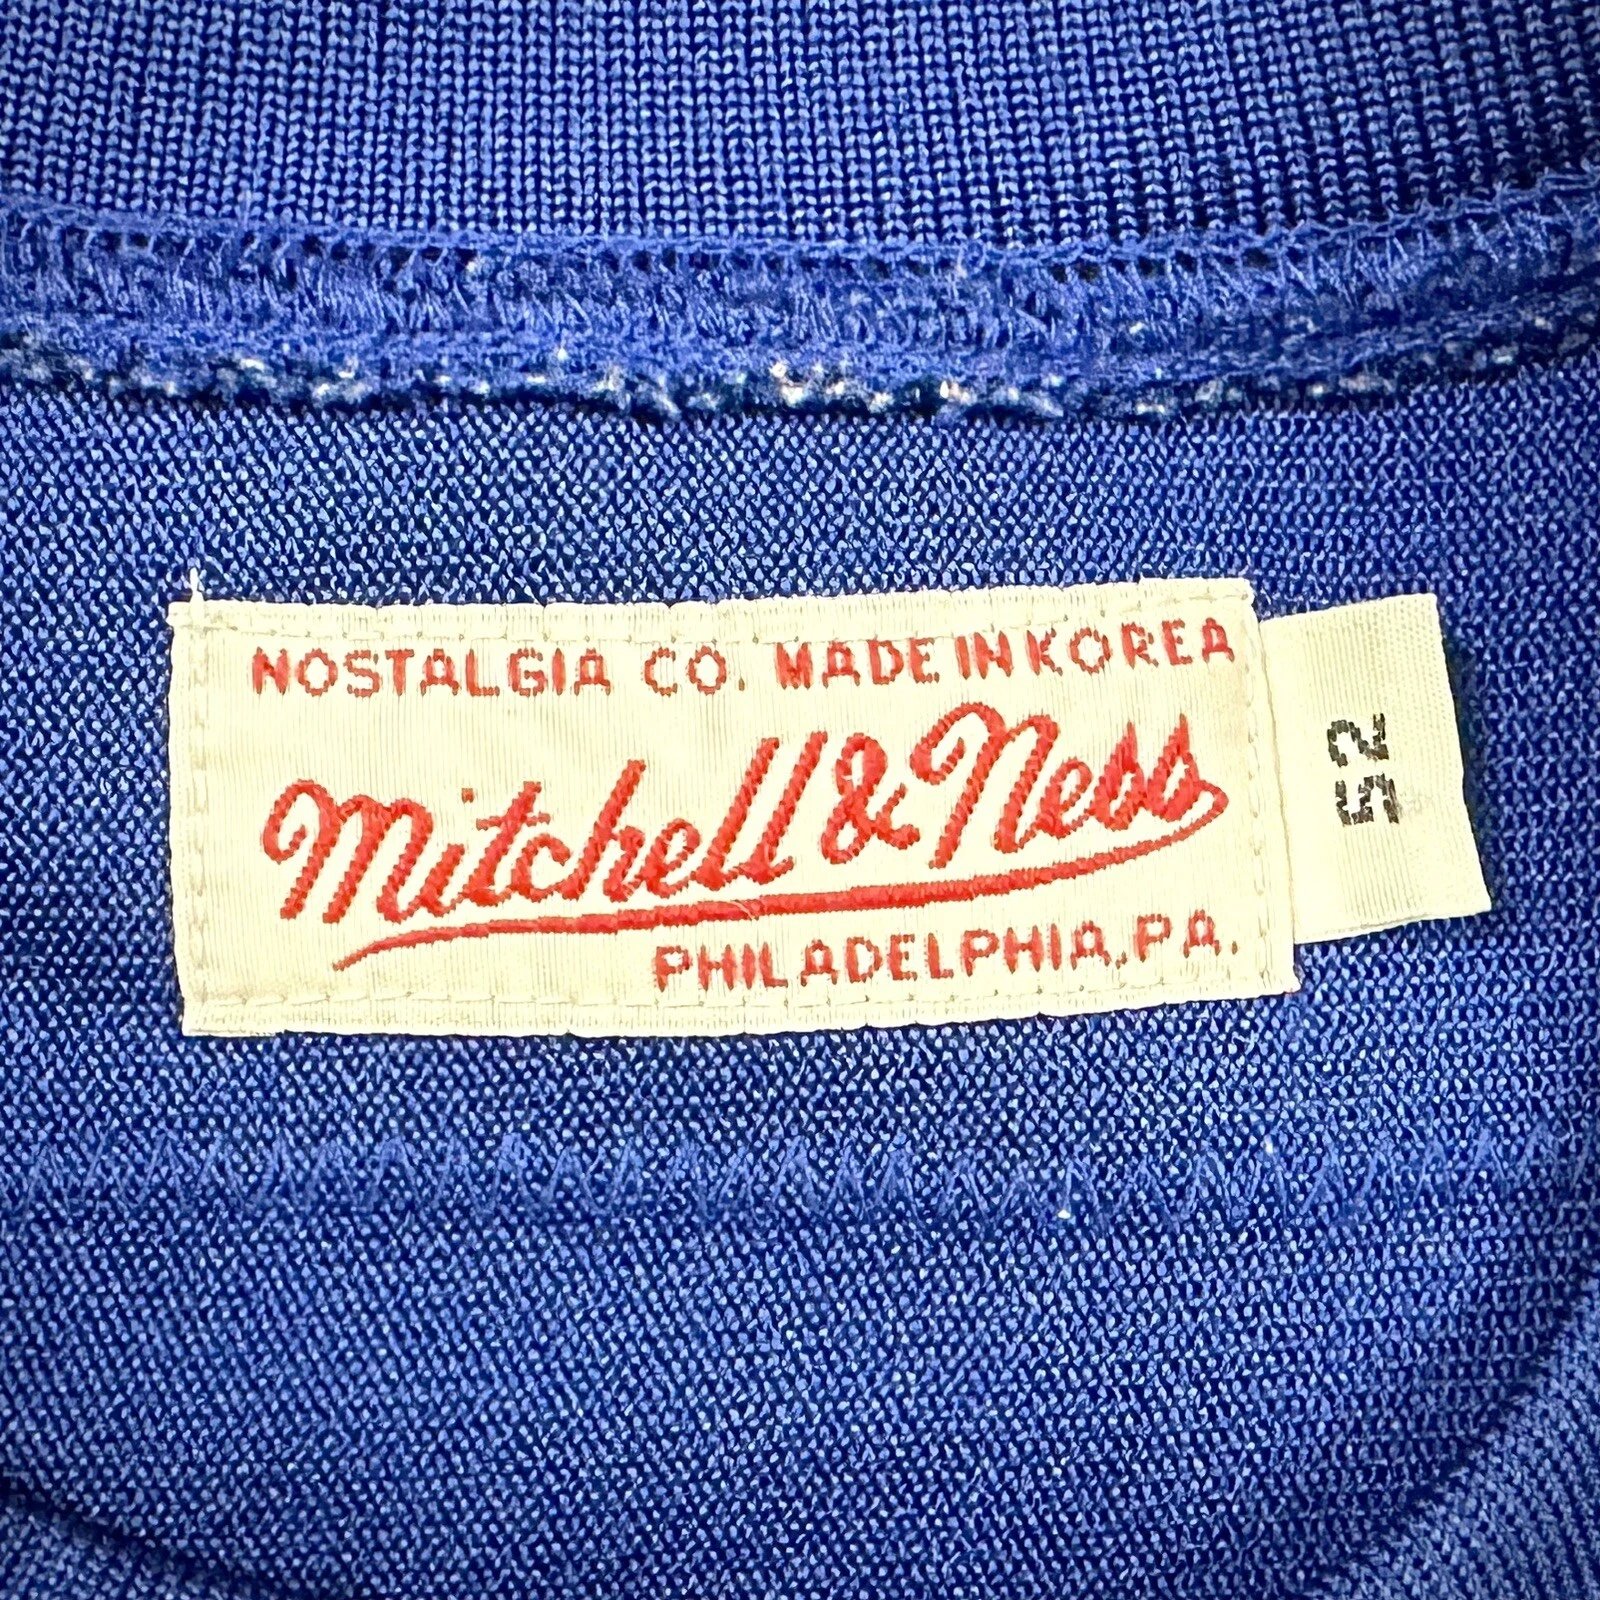 NOSTALGIA CO. MADE IN KOREA
Mitchell & Ness
PHILADELPHIA, PA.
52